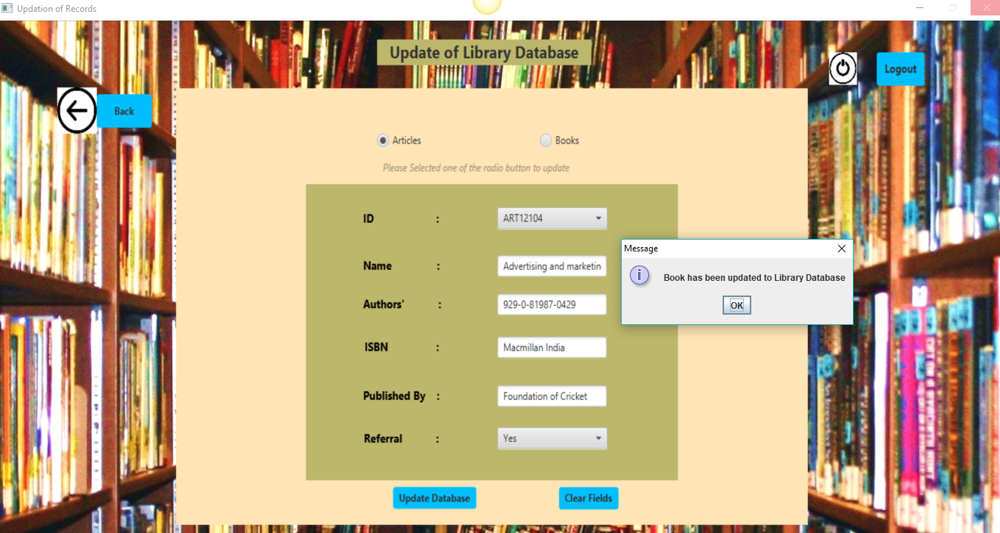 Updation of Records
Update of Library Database
Logout
Back
Articles
Books
Please Selected one of the radio button to update
ID : ART12104
Name : Advertising and marketin
Authors' : 929-0-81987-0429
ISBN : Macmillan India
Published By : Foundation of Cricket
Referral : Yes
Message
i
Book has been updated to Library Database
OK
Update Database
Clear Fields